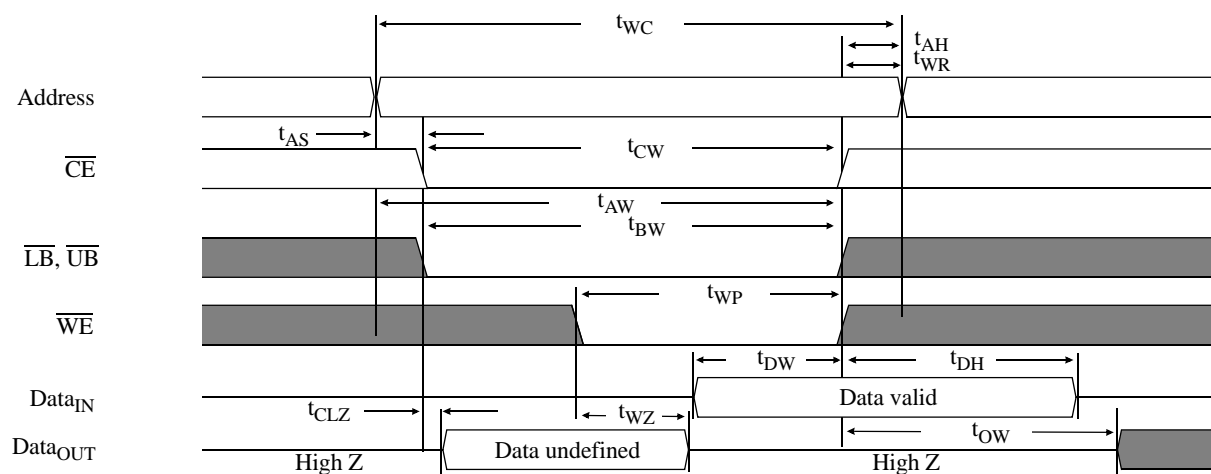 tWC
tAH
tWR
Address
tAS
tCW
CE
tAW
tBW
LB, UB
tWP
WE
tDW
tDH
DataIN
Data valid
tCLZ
tWZ
tOW
DataOUT
Data undefined
High Z
High Z